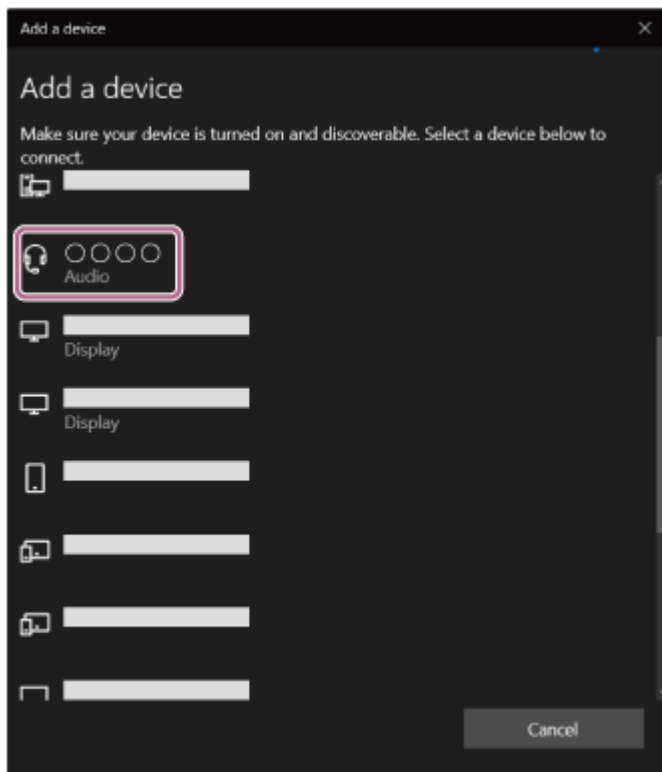 Add a device
Add a device
Make sure your device is turned on and discoverable. Select a device below to
connect.
○○○○
Audio
Display
Display
Cancel